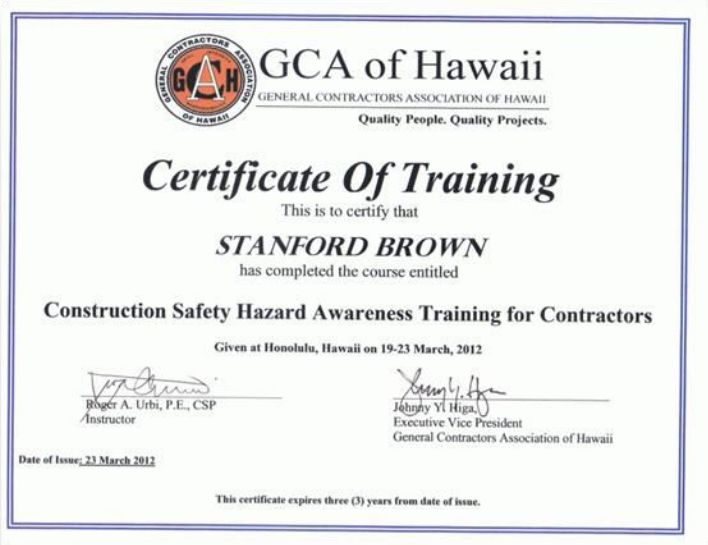 GENERAL CONTRACTORS ASSOCIATION
GCAH
OF HAWAII
GCA of Hawaii
GENERAL CONTRACTORS ASSOCIATION OF HAWAII
Quality People. Quality Projects.
Certificate Of Training
This is to certify that
STANFORD BROWN
has completed the course entitled
Construction Safety Hazard Awareness Training for Contractors
Given at Honolulu, Hawaii on 19-23 March, 2012
Roger A. Urbi, P.E., CSP
Instructor
Johnny Y. Higa,
Executive Vice President
General Contractors Association of Hawaii
Date of Issue: 23 March 2012
This certificate expires three (3) years from date of issue.